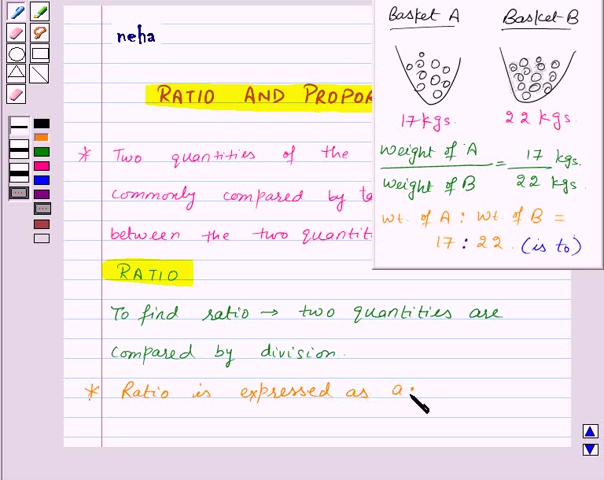 neha
RATIO AND PROPOR
* Two quantities of the
commonly compared by
between the two quantit
RATIO
To find ratio → two quantities are
compared by division.
* Ratio is expressed as a:
Basket A Basket B
17 kgs. 22 kgs.
Weight of A / Weight of B = 17 kgs. / 22 kgs.
Wt. of A : Wt. of B =
17 : 22 (is to)